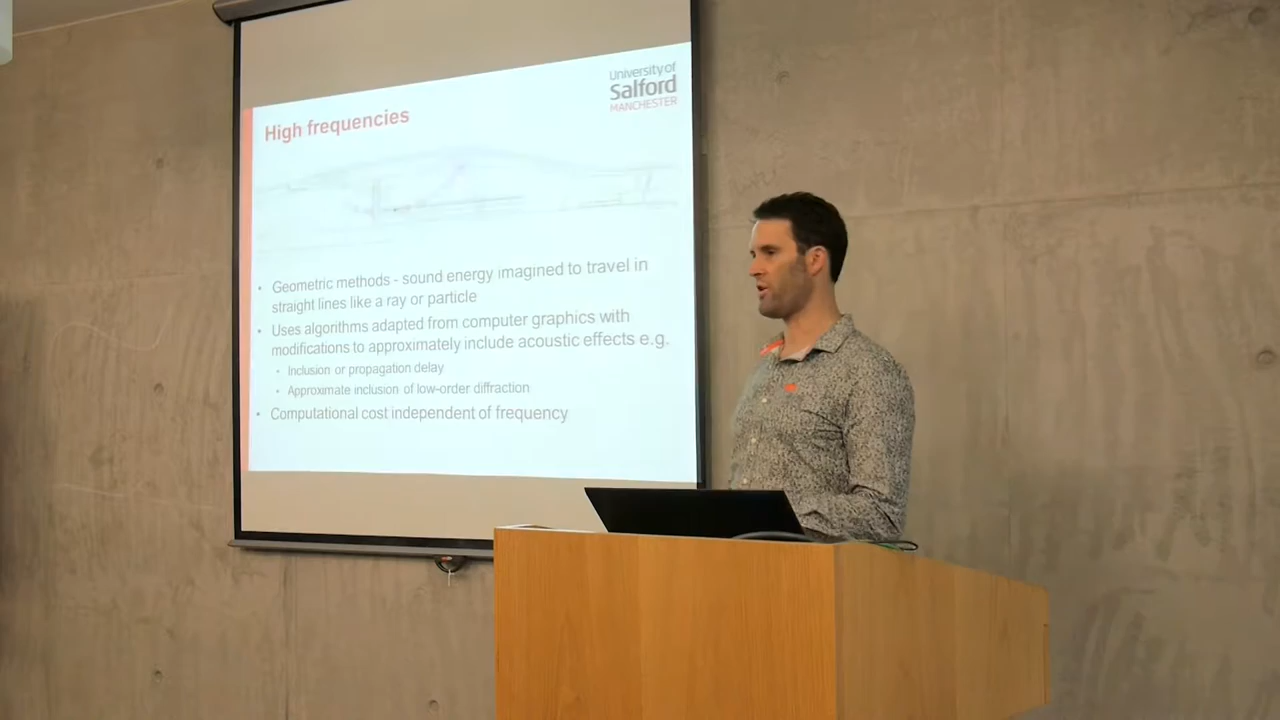 University of
Salford
MANCHESTER
High frequencies
• Geometric methods - sound energy imagined to travel in
straight lines like a ray or particle
• Uses algorithms adapted from computer graphics with
modifications to approximately include acoustic effects e.g.
• Inclusion or propagation delay
• Approximate inclusion of low-order diffraction
• Computational cost independent of frequency